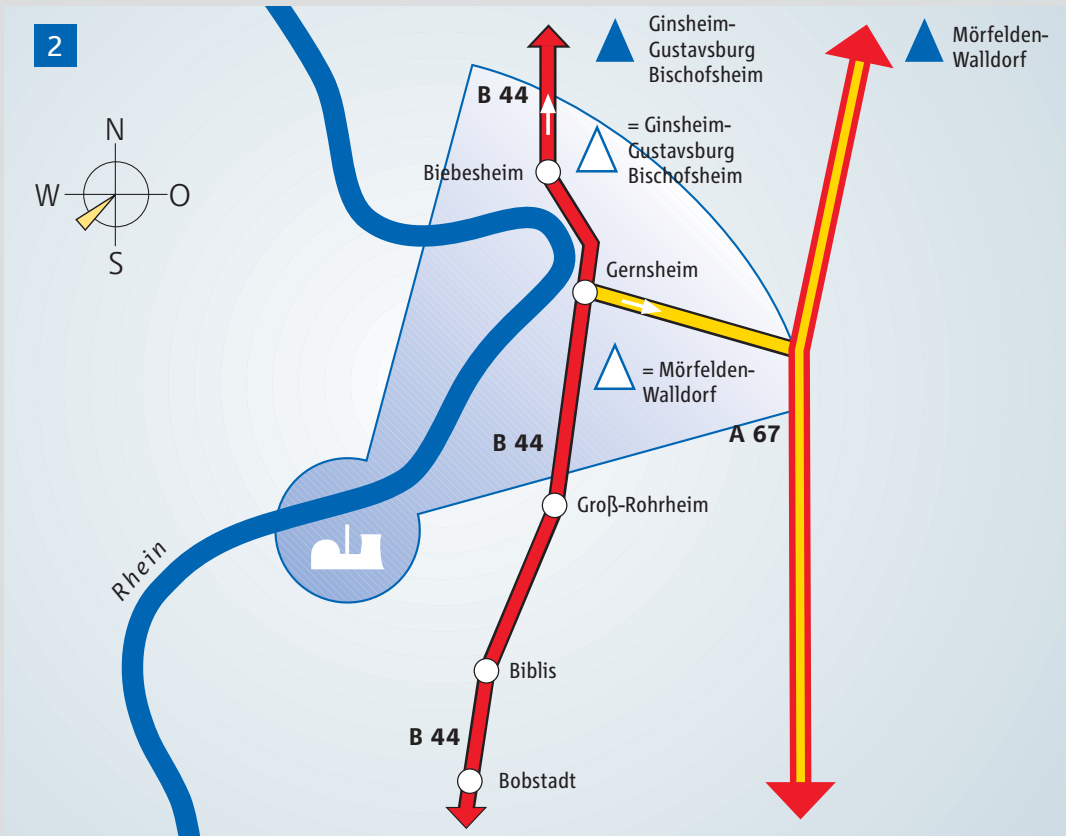 2
Ginsheim-
Gustavsburg
Bischofsheim
Mörfelden-
Walldorf
B 44
= Ginsheim-
Gustavsburg
Bischofsheim
N
W
O
S
Biebesheim
Gernsheim
= Mörfelden-
Walldorf
B 44
A 67
Groß-Rohrheim
Rhein
Biblis
B 44
Bobstadt